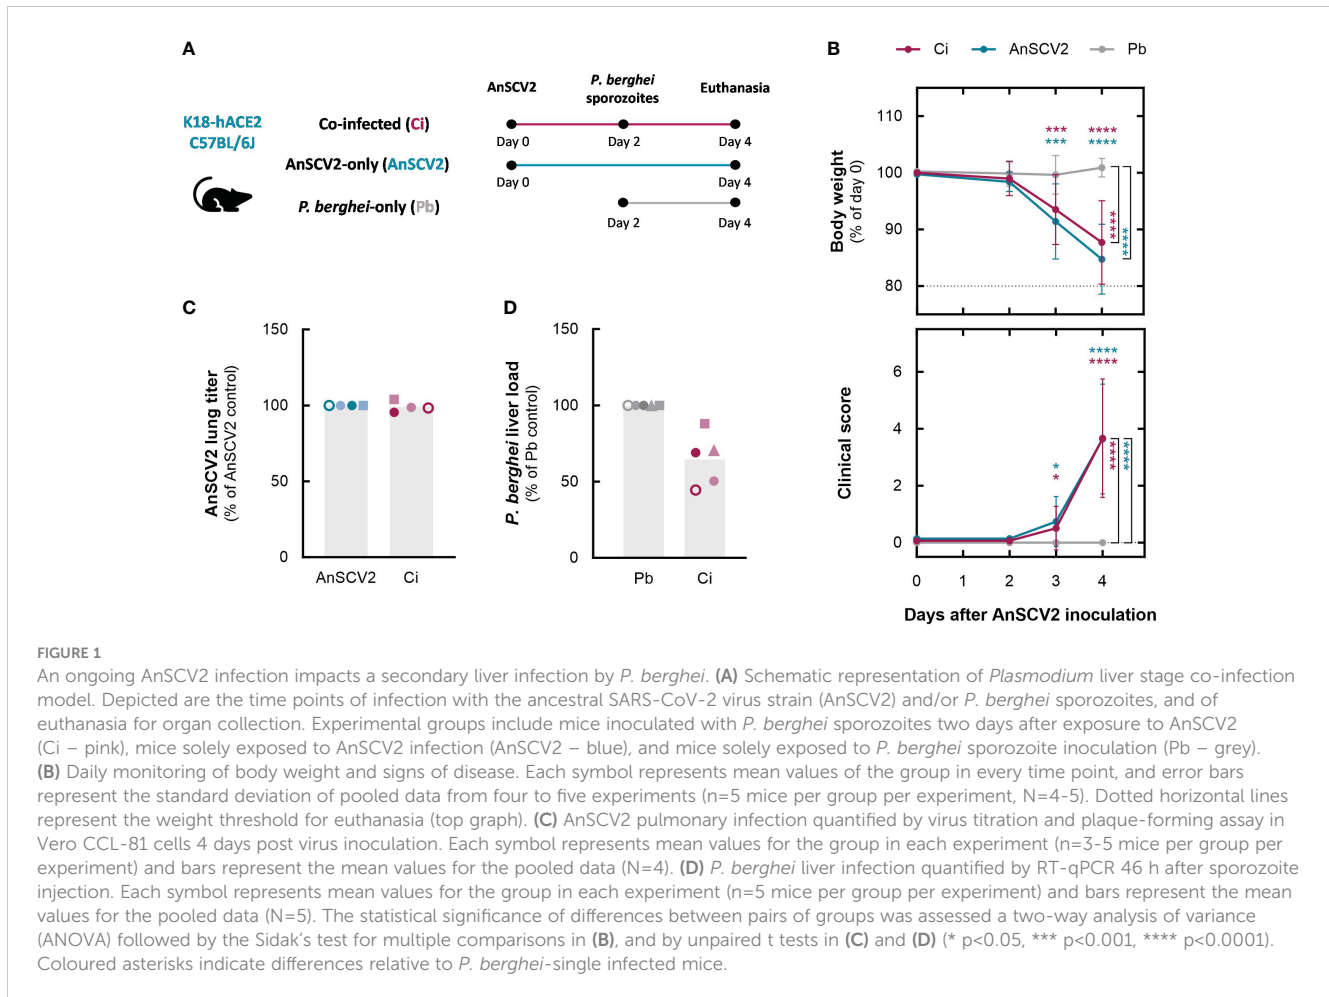 A
AnSCV2
P. berghei
sporozoites
Euthanasia
K18-hACE2
C57BL/6J
Co-infected (Ci)
Day 0
Day 2
Day 4
AnSCV2-only (AnSCV2)
Day 0
Day 4
P. berghei-only (Pb)
Day 2
Day 4
B
Ci
AnSCV2
Pb
Body weight
(% of day 0)
110
100
90
80
***
***
****
****
****
****
Clinical score
6
4
2
0
*
*
****
****
****
****
0
1
2
3
4
Days after AnSCV2 inoculation
C
AnSCV2 lung titer
(% of AnSCV2 control)
150
100
50
0
AnSCV2
Ci
D
P. berghei liver load
(% of Pb control)
150
100
50
0
Pb
Ci
FIGURE 1
An ongoing AnSCV2 infection impacts a secondary liver infection by P. berghei. (A) Schematic representation of Plasmodium liver stage co-infection
model. Depicted are the time points of infection with the ancestral SARS-CoV-2 virus strain (AnSCV2) and/or P. berghei sporozoites, and of
euthanasia for organ collection. Experimental groups include mice inoculated with P. berghei sporozoites two days after exposure to AnSCV2
(Ci – pink), mice solely exposed to AnSCV2 infection (AnSCV2 – blue), and mice solely exposed to P. berghei sporozoite inoculation (Pb – grey).
(B) Daily monitoring of body weight and signs of disease. Each symbol represents mean values of the group in every time point, and error bars
represent the standard deviation of pooled data from four to five experiments (n=5 mice per group per experiment, N=4-5). Dotted horizontal lines
represent the weight threshold for euthanasia (top graph). (C) AnSCV2 pulmonary infection quantified by virus titration and plaque-forming assay in
Vero CCL-81 cells 4 days post virus inoculation. Each symbol represents mean values for the group in each experiment (n=3-5 mice per group per
experiment) and bars represent the mean values for the pooled data (N=4). (D) P. berghei liver infection quantified by RT-qPCR 46 h after sporozoite
injection. Each symbol represents mean values for the group in each experiment (n=5 mice per group per experiment) and bars represent the mean
values for the pooled data (N=5). The statistical significance of differences between pairs of groups was assessed a two-way analysis of variance
(ANOVA) followed by the Sidak's test for multiple comparisons in (B), and by unpaired t tests in (C) and (D) (* p<0.05, *** p<0.001, **** p<0.0001).
Coloured asterisks indicate differences relative to P. berghei-single infected mice.